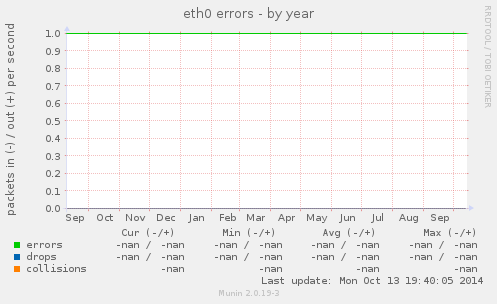 eth0 errors - by year
RRDTOOL / TOBI OETIKER
packets in (-) / out (+) per second
1.0
0.9
0.8
0.7
0.6
0.5
0.4
0.3
0.2
0.1
0.0
Sep Oct Nov Dec Jan Feb Mar Apr May Jun Jul Aug Sep
Cur (-/+) Min (-/+) Avg (-/+) Max (-/+)
errors -nan / -nan -nan / -nan -nan / -nan -nan / -nan
drops -nan / -nan -nan / -nan -nan / -nan -nan / -nan
collisions -nan -nan -nan -nan
Last update: Mon Oct 13 19:40:05 2014
Munin 2.0.19-3